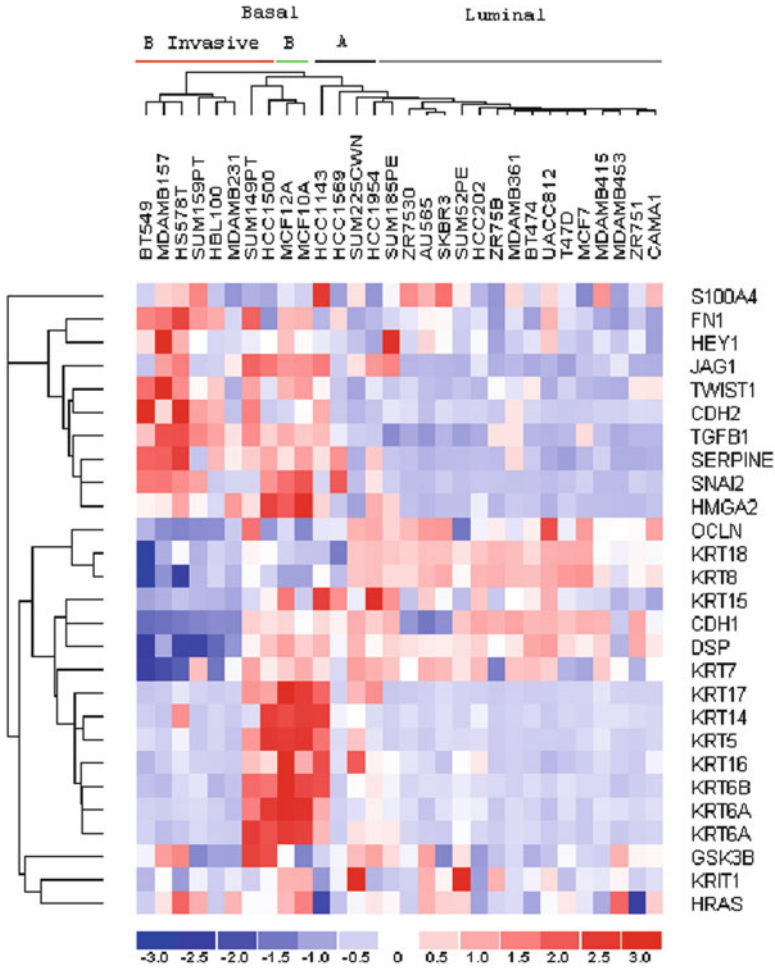 Basal Luminal
B Invasive B A
BT549
MDAMB157
HS578T
SUM159PT
HBL100
MDAMB231
SUM149PT
HCC1500
MCF12A
MCF10A
HCC1143
HCC1569
SUM225CWN
HCC1954
SUM185PE
ZR7530
AU565
SKBR3
SUM52PE
HCC202
ZR75B
MDAMB361
BT474
UACC812
T47D
MCF7
MDAMB415
MDAMB453
ZR751
CAMA1
S100A4
FN1
HEY1
JAG1
TWIST1
CDH2
TGFB1
SERPINE
SNAI2
HMGA2
OCLN
KRT18
KRT8
KRT15
CDH1
DSP
KRT7
KRT17
KRT14
KRT5
KRT16
KRT6B
KRT6A
KRT6A
GSK3B
KRIT1
HRAS
-3.0 -2.5 -2.0 -1.5 -1.0 -0.5 0 0.5 1.0 1.5 2.0 2.5 3.0